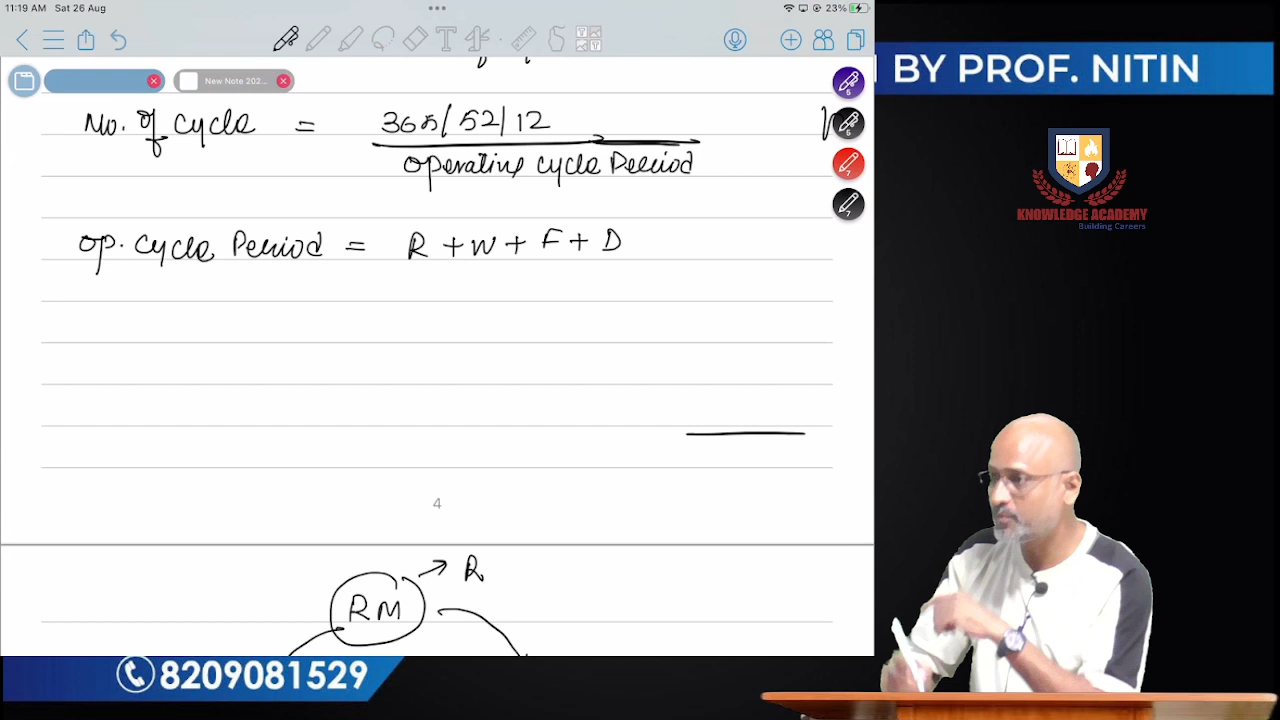 11:19 AM Sat 26 Aug
23%
New Note 202...
BY PROF. NITIN
No. of cycle = 365/52/12
operating cycle Period
KNOWLEDGE ACADEMY
Building Careers
op. cycle Period = R + W + F + D
4
→ R
RM
8209081529